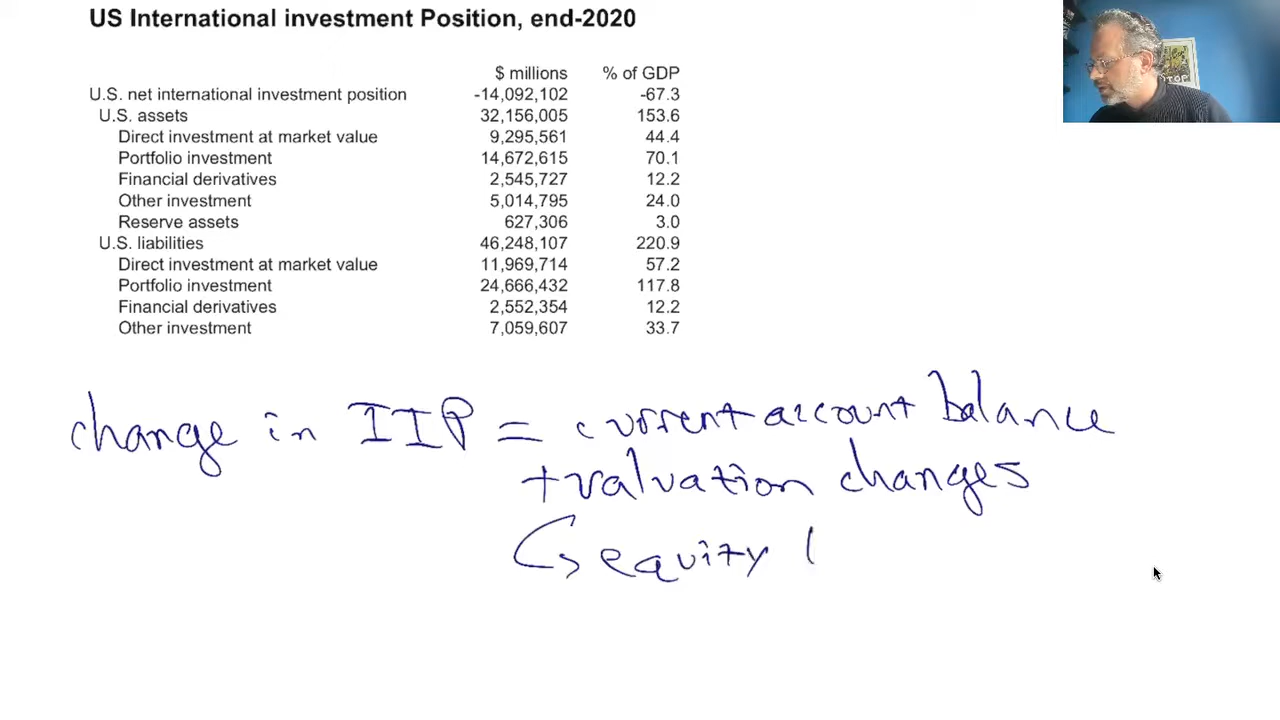 US International investment Position, end-2020
$ millions % of GDP
U.S. net international investment position -14,092,102 -67.3
U.S. assets 32,156,005 153.6
Direct investment at market value 9,295,561 44.4
Portfolio investment 14,672,615 70.1
Financial derivatives 2,545,727 12.2
Other investment 5,014,795 24.0
Reserve assets 627,306 3.0
U.S. liabilities 46,248,107 220.9
Direct investment at market value 11,969,714 57.2
Portfolio investment 24,666,432 117.8
Financial derivatives 2,552,354 12.2
Other investment 7,059,607 33.7
change in IIP = current account balance
+ valuation changes
↳ equity (